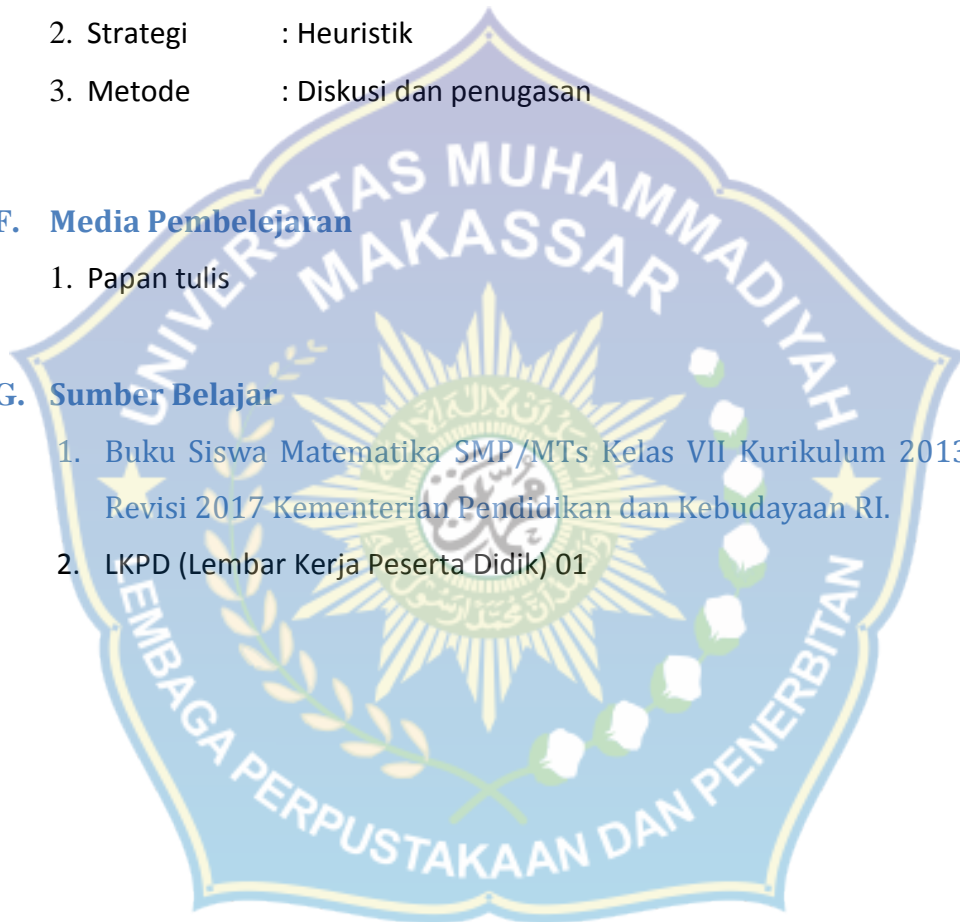 2. Strategi : Heuristik
3. Metode : Diskusi dan penugasan
UNIVERSITAS MUHAMMADIYAH
MAKASSAR
F. Media Pembelejaran
1. Papan tulis
G. Sumber Belajar
1. Buku Siswa Matematika SMP/MTs Kelas VII Kurikulum 2013
Revisi 2017 Kementerian Pendidikan dan Kebudayaan RI.
2. LKPD (Lembar Kerja Peserta Didik) 01
LEMBAGA PERPUSTAKAAN DAN PENERBITAN